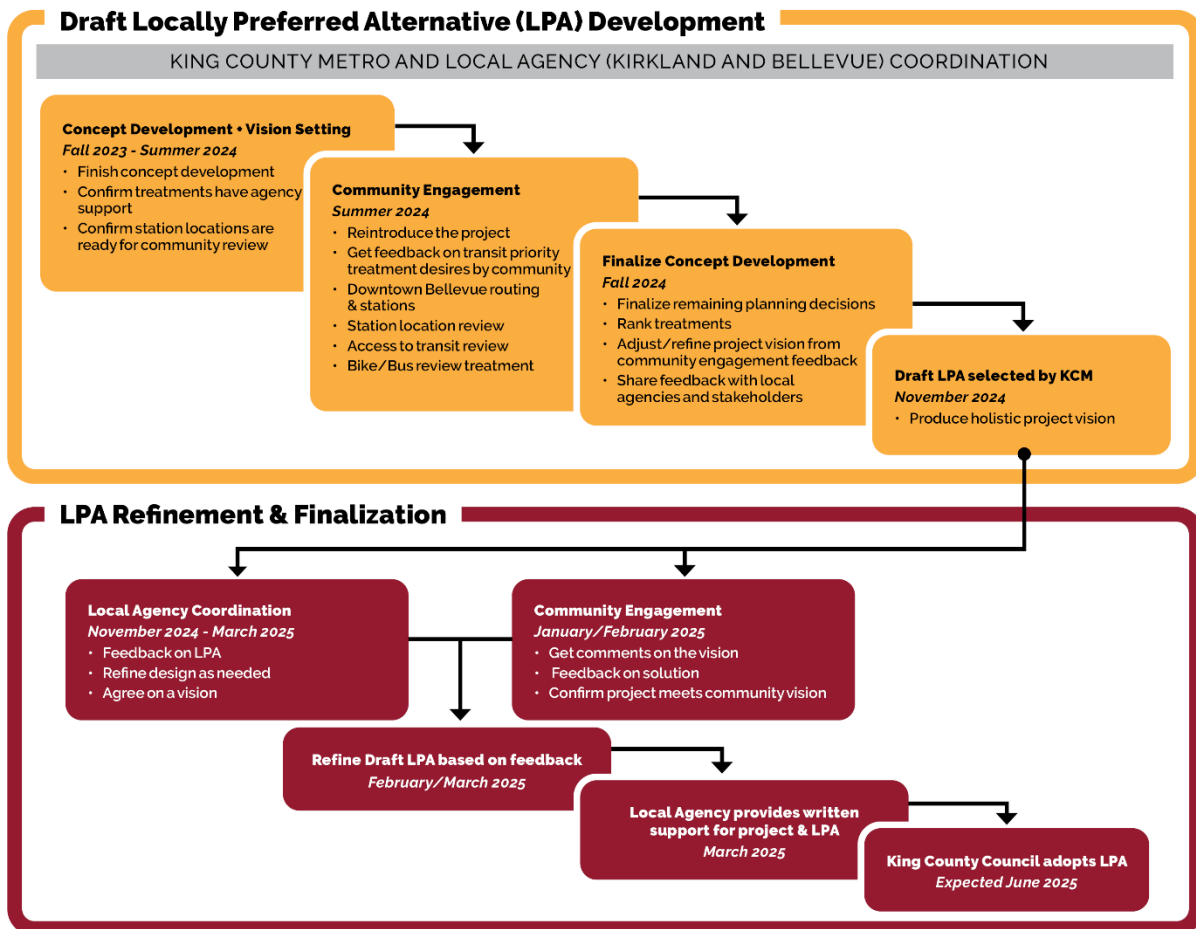 Draft Locally Preferred Alternative (LPA) Development
KING COUNTY METRO AND LOCAL AGENCY (KIRKLAND AND BELLEVUE) COORDINATION
Concept Development + Vision Setting
Fall 2023 - Summer 2024
• Finish concept development
• Confirm treatments have agency
support
• Confirm station locations are
ready for community review
Community Engagement
Summer 2024
• Reintroduce the project
• Get feedback on transit priority
treatment desires by community
• Downtown Bellevue routing
& stations
• Station location review
• Access to transit review
• Bike/Bus review treatment
Finalize Concept Development
Fall 2024
• Finalize remaining planning decisions
• Rank treatments
• Adjust/refine project vision from
community engagement feedback
• Share feedback with local
agencies and stakeholders
Draft LPA selected by KCM
November 2024
• Produce holistic project vision
LPA Refinement & Finalization
Local Agency Coordination
November 2024 - March 2025
• Feedback on LPA
• Refine design as needed
• Agree on a vision
Community Engagement
January/February 2025
• Get comments on the vision
• Feedback on solution
• Confirm project meets community vision
Refine Draft LPA based on feedback
February/March 2025
Local Agency provides written
support for project & LPA
March 2025
King County Council adopts LPA
Expected June 2025